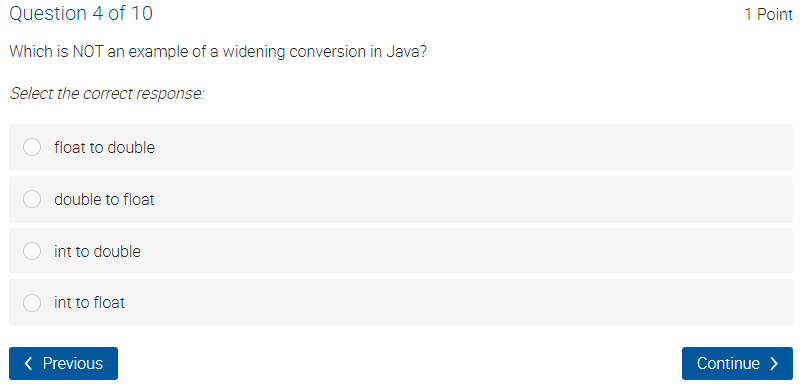 Question 4 of 10
1 Point
Which is NOT an example of a widening conversion in Java?
Select the correct response:
float to double
double to float
int to double
int to float
Previous
Continue